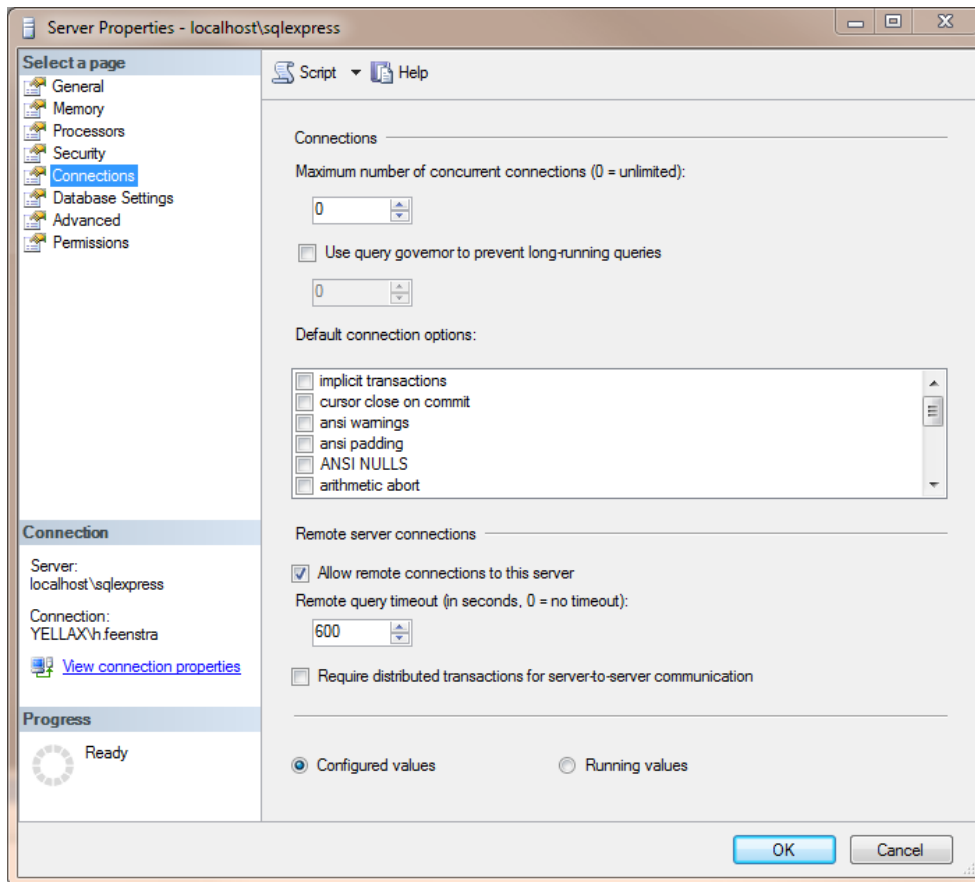 Server Properties - localhost\sqlexpress
Select a page
General
Memory
Processors
Security
Connections
Database Settings
Advanced
Permissions
Script
Help
Connections
Maximum number of concurrent connections (0 = unlimited):
0
Use query governor to prevent long-running queries
0
Default connection options:
implicit transactions
cursor close on commit
ansi warnings
ansi padding
ANSI NULLS
arithmetic abort
Remote server connections
Allow remote connections to this server
Remote query timeout (in seconds, 0 = no timeout):
600
Require distributed transactions for server-to-server communication
Configured values
Running values
Connection
Server:
localhost\sqlexpress
Connection:
YELLAX\h.feenstra
View connection properties
Progress
Ready
OK
Cancel